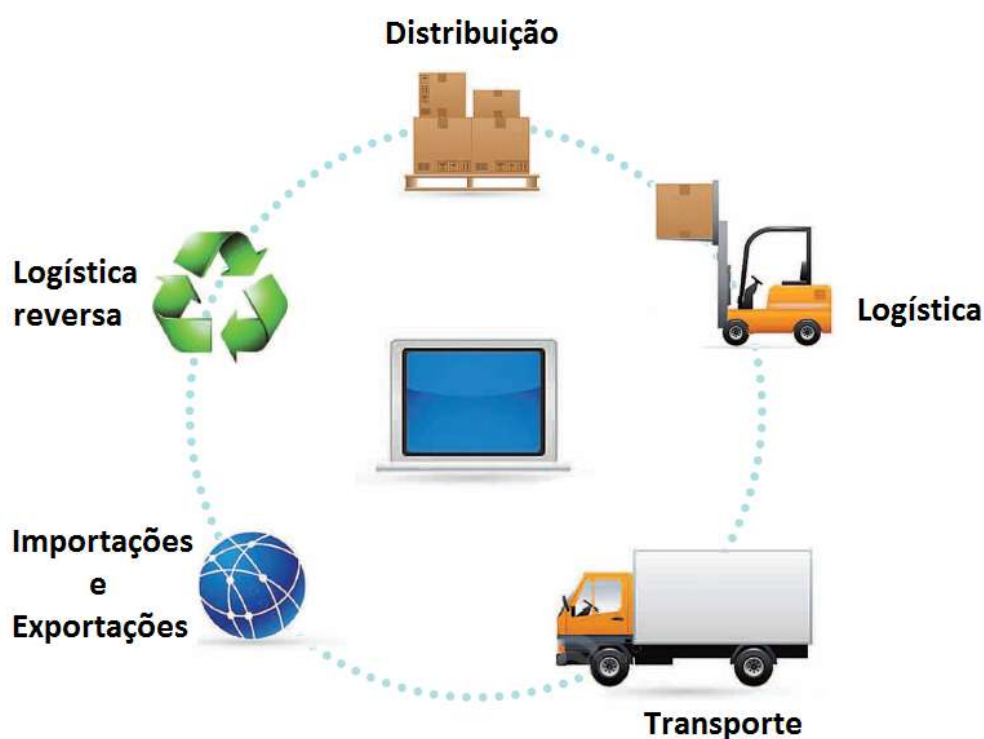 Distribuição
Logística
reversa
Logística
Importações
e
Exportações
Transporte